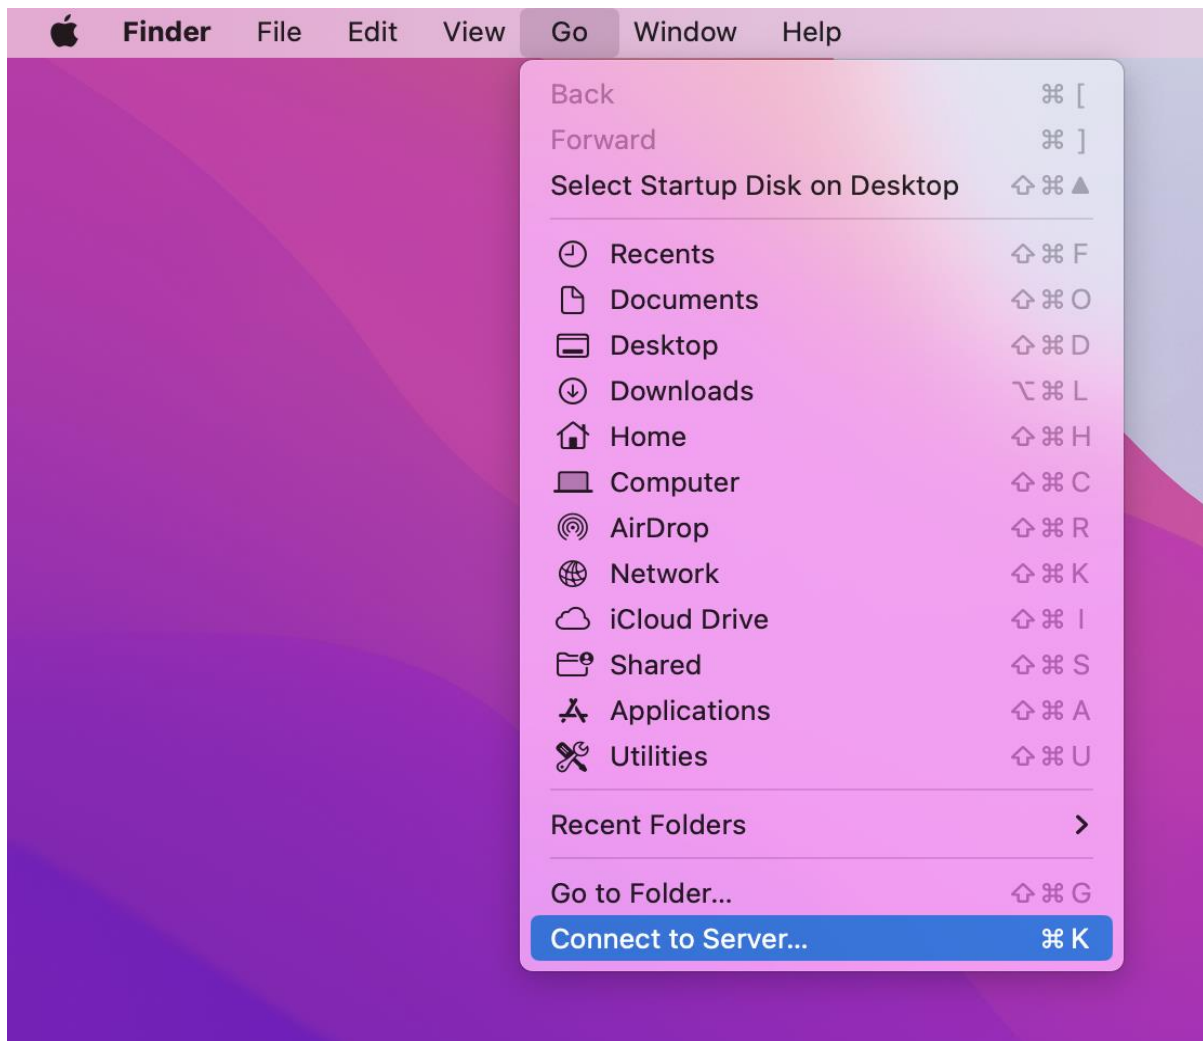 Finder File Edit View Go Window Help
Back ⌘ [
Forward ⌘ ]
Select Startup Disk on Desktop ⇧⌘▲
Recents ⇧⌘F
Documents ⇧⌘O
Desktop ⇧⌘D
Downloads ⌥⌘L
Home ⇧⌘H
Computer ⇧⌘C
AirDrop ⇧⌘R
Network ⇧⌘K
iCloud Drive ⇧⌘I
Shared ⇧⌘S
Applications ⇧⌘A
Utilities ⇧⌘U
Recent Folders
Go to Folder... ⇧⌘G
Connect to Server... ⌘K